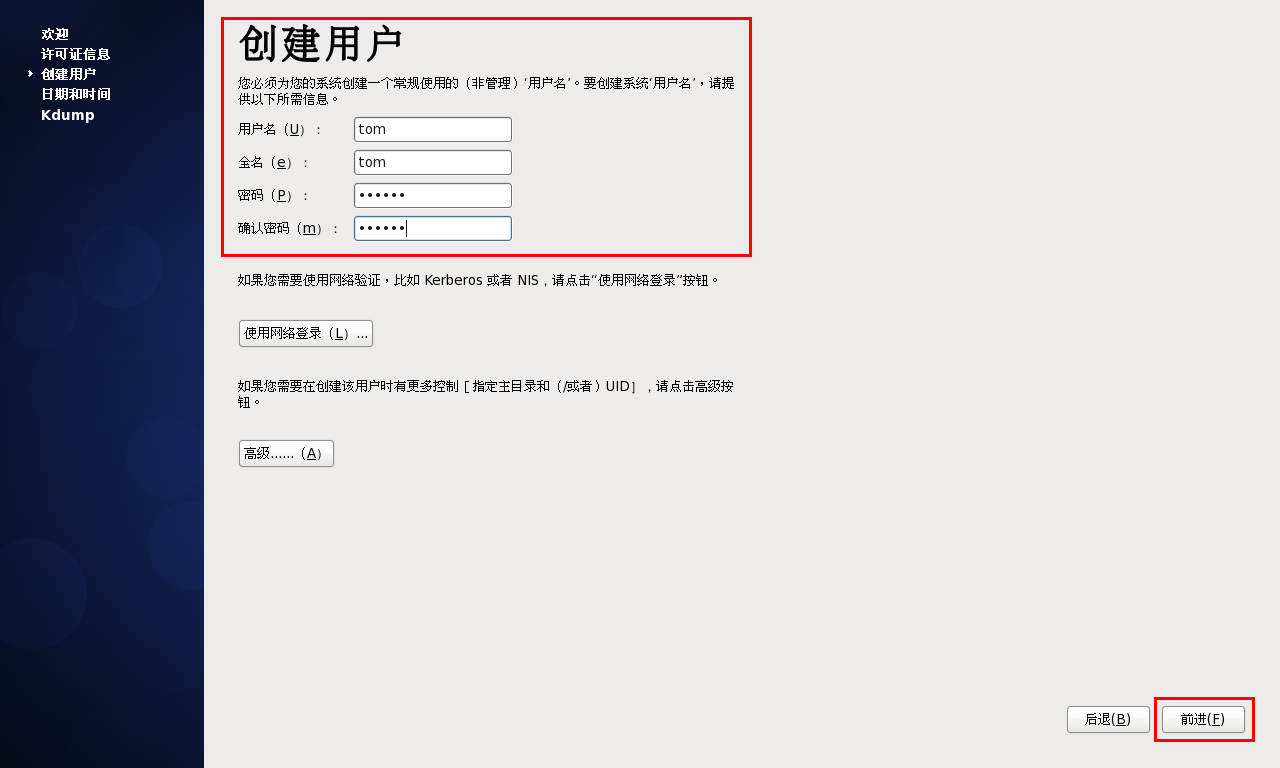 欢迎
许可证信息
创建用户
日期和时间
Kdump
创建用户
您必须为您的系统创建一个常规使用的（非管理）‘用户名’。要创建系统‘用户名’，请提
供以下所需信息。
用户名（U）： tom
全名（e）： tom
密码（P）： ••••••
确认密码（m）： ••••••
如果您需要使用网络验证，比如 Kerberos 或者 NIS，请点击“使用网络登录”按钮。
使用网络登录（L）...
如果您需要在创建该用户时有更多控制［指定主目录和（/或者）UID］，请点击高级按
钮。
高级......（A）
后退(B) 前进(F)